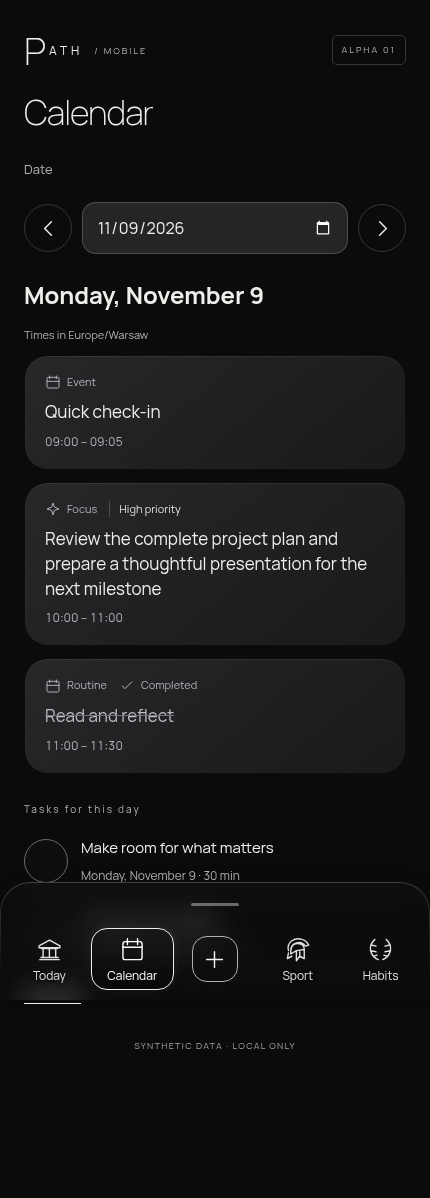 PATH / MOBILE
ALPHA 01
Calendar
Date
11/09/2026
Monday, November 9
Times in Europe/Warsaw
Event
Quick check-in
09:00 – 09:05
Focus High priority
Review the complete project plan and
prepare a thoughtful presentation for the
next milestone
10:00 – 11:00
Routine Completed
Read and reflect
11:00 – 11:30
Tasks for this day
Make room for what matters
Monday, November 9 · 30 min
Today
Calendar
Sport
Habits
SYNTHETIC DATA · LOCAL ONLY